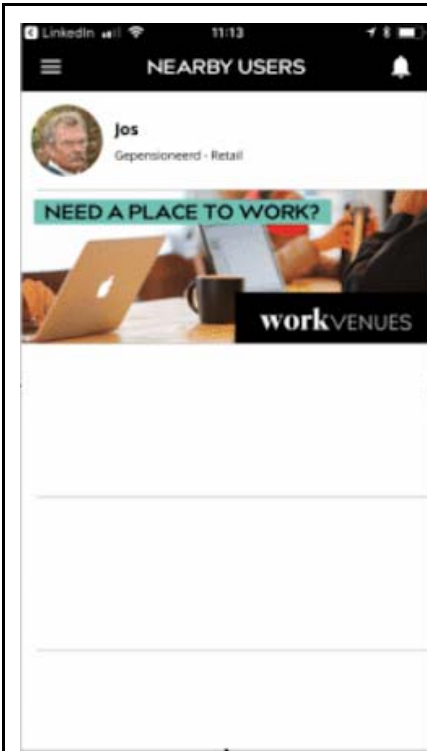 LinkedIn 11:13
NEARBY USERS
Jos
Gepensioneerd - Retail
NEED A PLACE TO WORK?
workVENUES